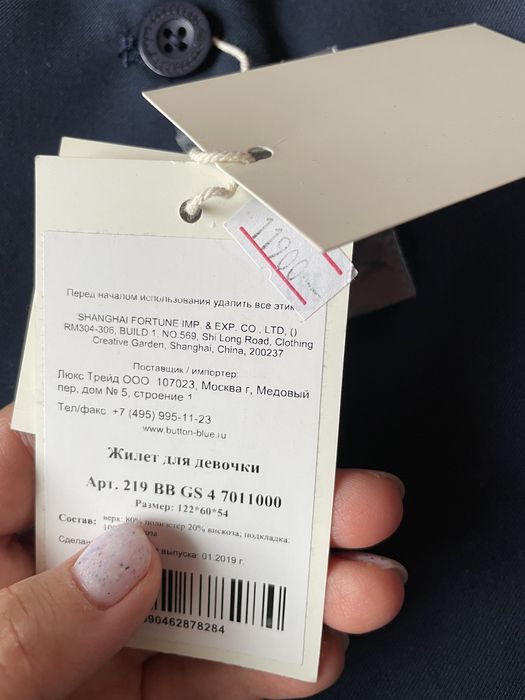 11900-
Перед началом использования удалить все
SHANGHAI FORTUNE IMP. & EXP. CO., LTD, ()
RM304-306, BUILD 1, NO.569, Shi Long Road, Clothing
Creative Garden, Shanghai, China, 200237
Поставщик / импортер:
Люкс Трейд ООО 107023, Москва г, Медовый
пер, дом № 5, строение 1
Тел/факс +7 (495) 995-11-23
www.button-blue.ru
Жилет для девочки
Арт. 219 BB GS 4 7011000
Размер: 122*60*54
Состав: верх: 80% полиэстер 20% вискоза; подкладка:
выпуска: 01.2019 г.
90462878284